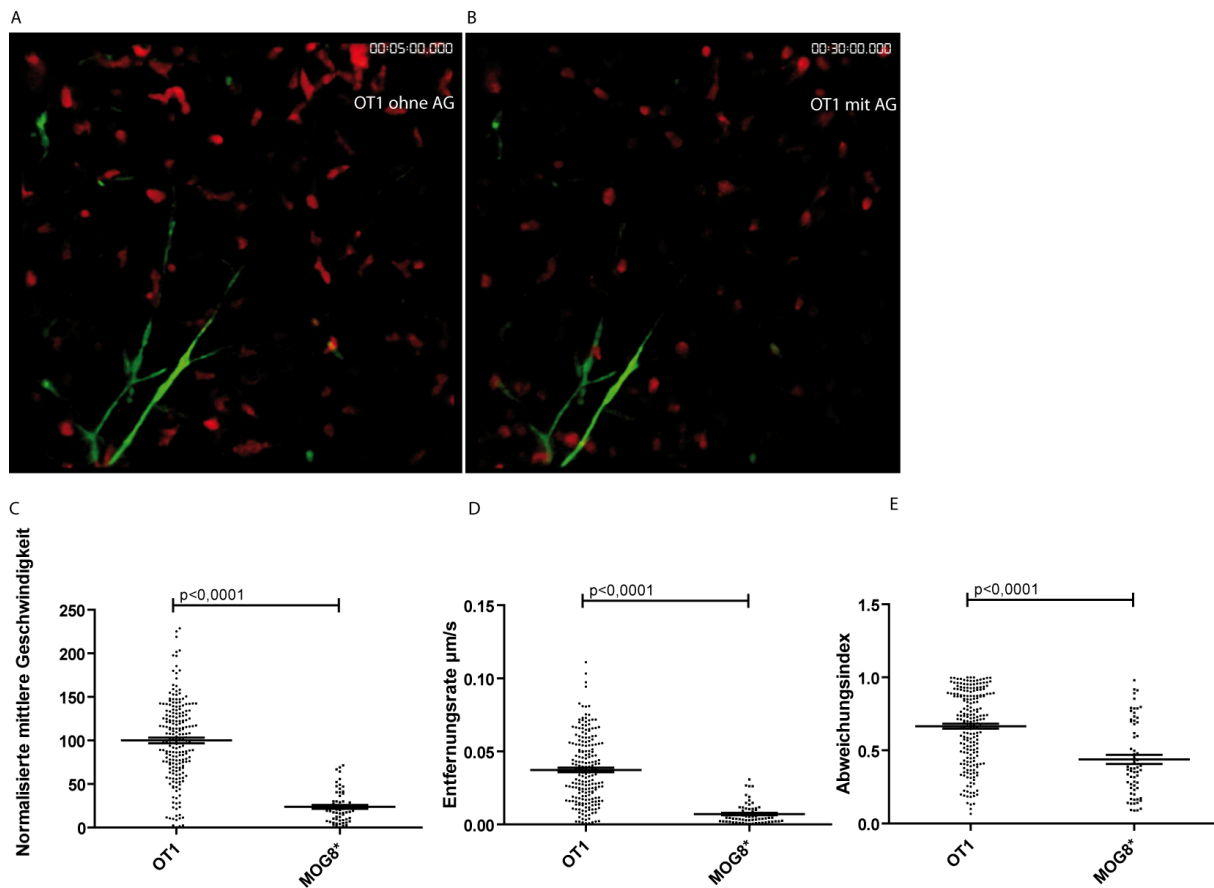 A
B
00:05:00.000
OT1 ohne AG
00:30:00.000
OT1 mit AG
C
Normalisierte mittlere Geschwindigkeit
p<0,0001
250
200
150
100
50
0
OT1
MOG8*
D
Entfernungsrate µm/s
p<0,0001
0.15
0.10
0.05
0.00
OT1
MOG8*
E
Abweichungsindex
p<0,0001
1.5
1.0
0.5
0.0
OT1
MOG8*